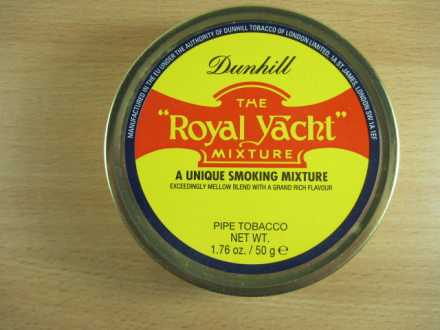 MANUFACTURED IN THE EU UNDER THE AUTHORITY OF DUNHILL TOBACCO OF LONDON LIMITED, 1A ST JAMES, LONDON SW1A 1EF
Dunhill
THE
"Royal Yacht"
MIXTURE
A UNIQUE SMOKING MIXTURE
EXCEEDINGLY MELLOW BLEND WITH A GRAND RICH FLAVOUR
PIPE TOBACCO
NET WT.
1.76 oz. / 50 g ℮